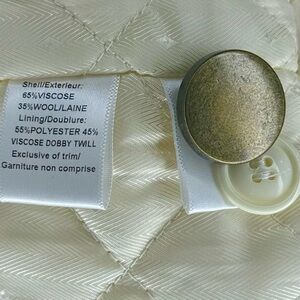 Shell/Exterieur:
65%VISCOSE
35%WOOL/LAINE
Lining/Doublure:
55%POLYESTER 45%
VISCOSE DOBBY TWILL
Exclusive of trim/
Garniture non comprise